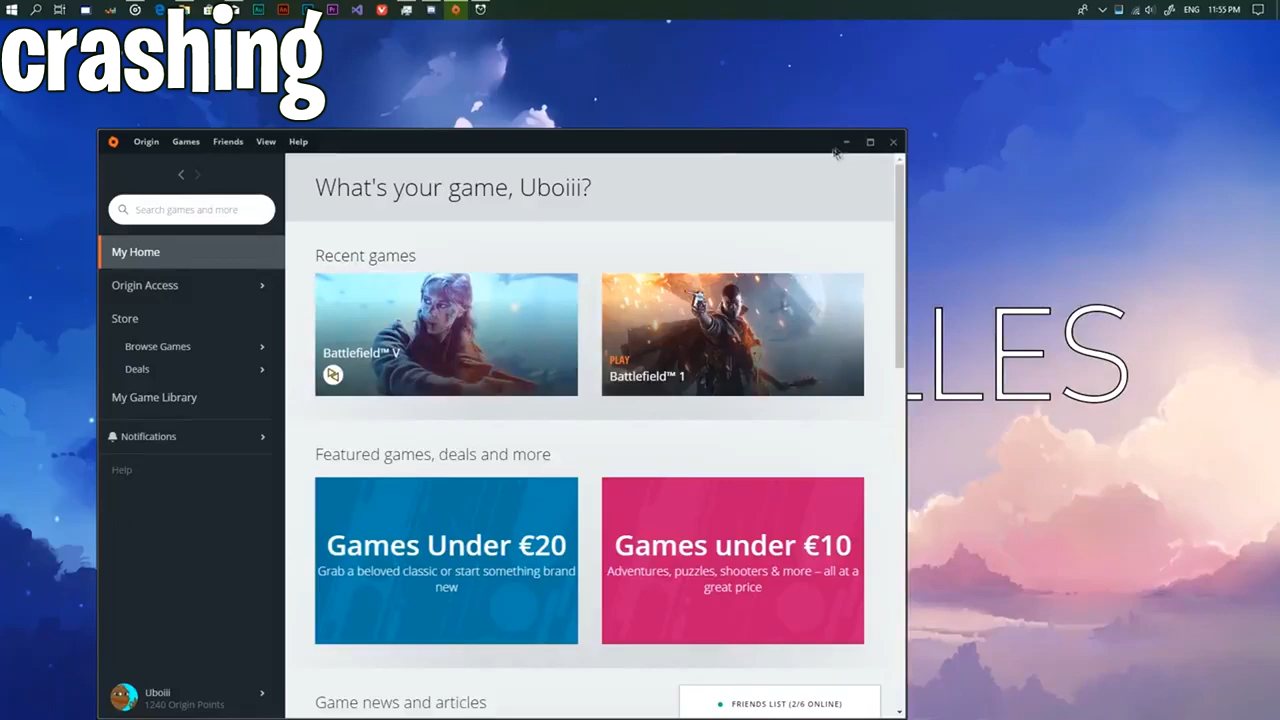 ENG 11:55 PM
crashing
Origin Games Friends View Help
Search games and more
My Home
Origin Access
Store
Browse Games
Deals
My Game Library
Notifications
Help
Uboiii
1240 Origin Points
What's your game, Uboiii?
Recent games
Battlefield™ V
PLAY
Battlefield™ 1
Featured games, deals and more
Games Under €20
Grab a beloved classic or start something brand
new
Games under €10
Adventures, puzzles, shooters & more – all at a
great price
Game news and articles
FRIENDS LIST (2/6 ONLINE)
LLES